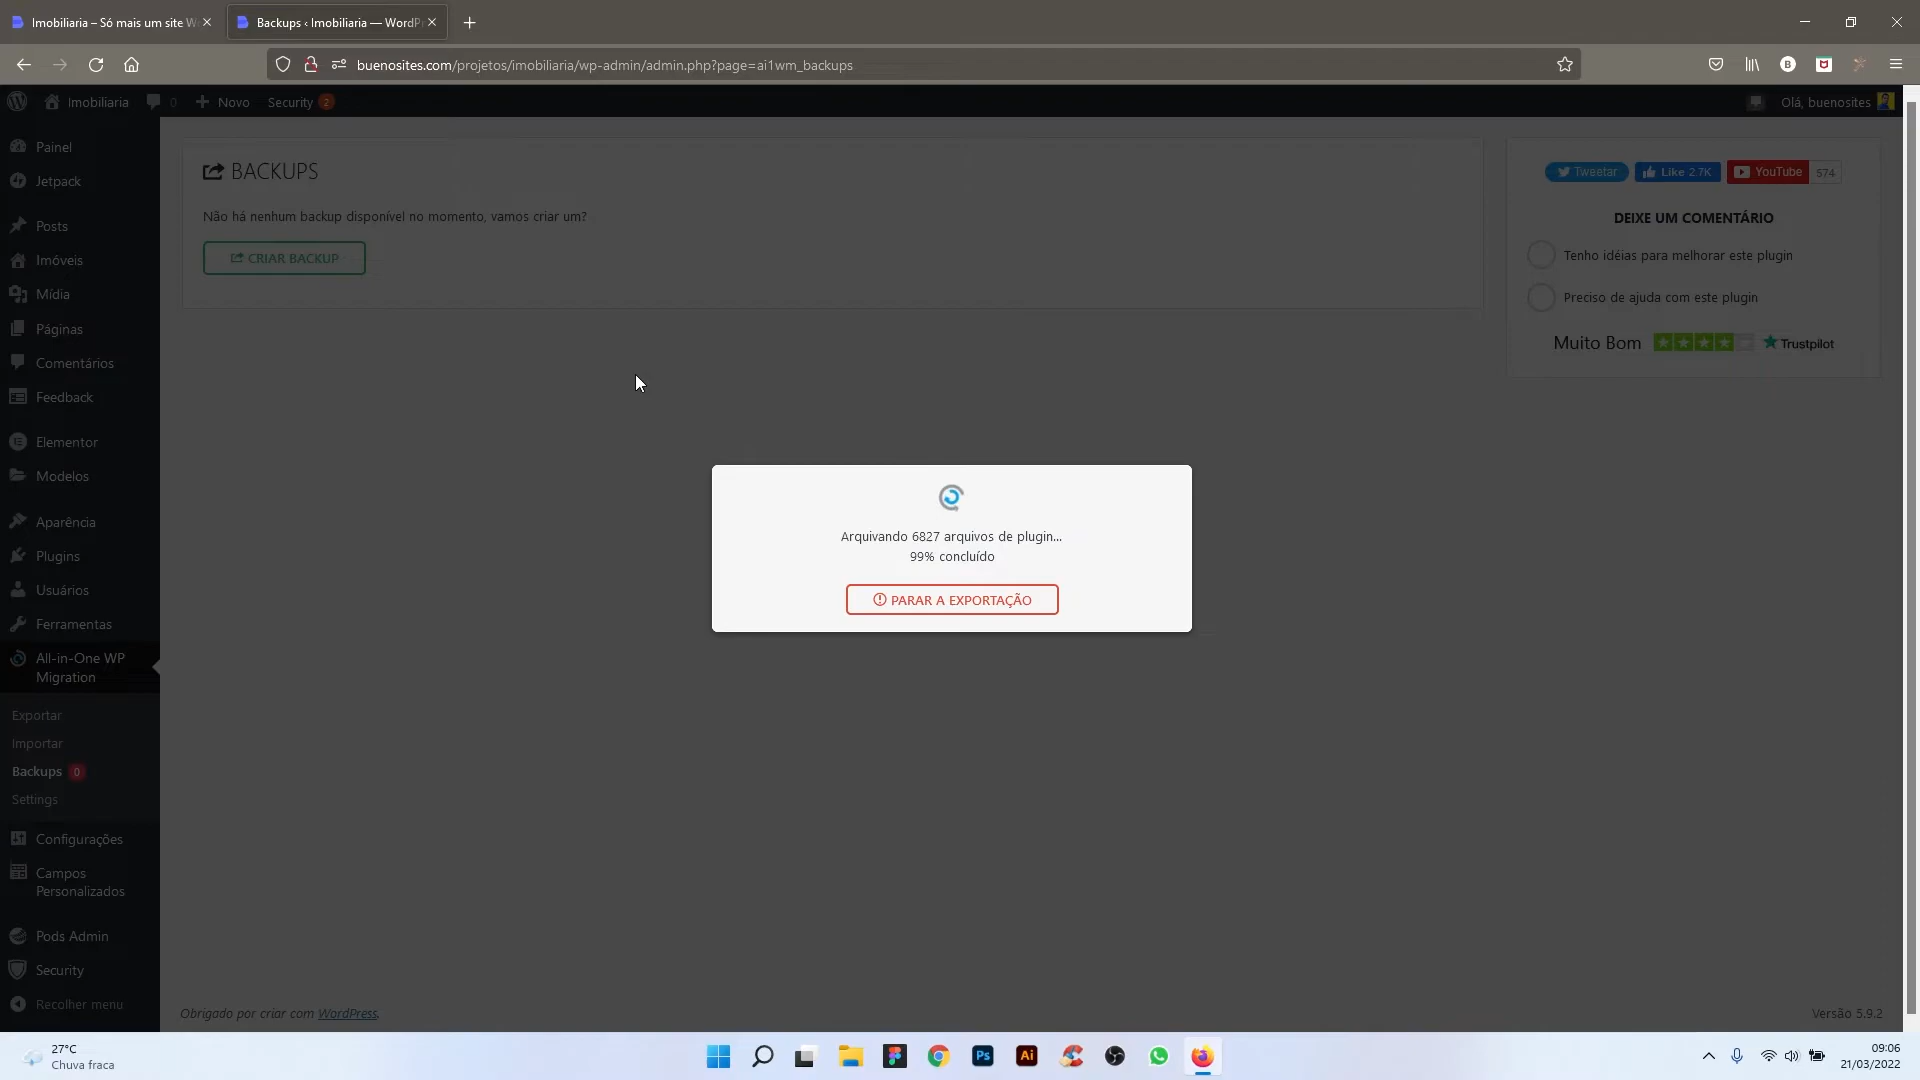 Imobiliaria – Só mais um site W
Backups ‹ Imobiliaria — WordP
buenosites.com/projetos/imobiliaria/wp-admin/admin.php?page=ai1wm_backups
B
Imobiliaria
0
Novo
Security 2
Olá, buenosites
Painel
Jetpack
Posts
Imóveis
Mídia
Páginas
Comentários
Feedback
Elementor
Modelos
Aparência
Plugins
Usuários
Ferramentas
All-in-One WP
Migration
Exportar
Importar
Backups 0
Settings
Configurações
Campos
Personalizados
Pods Admin
Security
Recolher menu
BACKUPS
Não há nenhum backup disponível no momento, vamos criar um?
CRIAR BACKUP
Tweetar
Like 2.7K
YouTube 574
DEIXE UM COMENTÁRIO
Tenho idéias para melhorar este plugin
Preciso de ajuda com este plugin
Muito Bom
Trustpilot
Arquivando 6827 arquivos de plugin...
99% concluído
PARAR A EXPORTAÇÃO
Obrigado por criar com WordPress.
Versão 5.9.2
27°C
Chuva fraca
Ps
Ai
09:06
21/03/2022